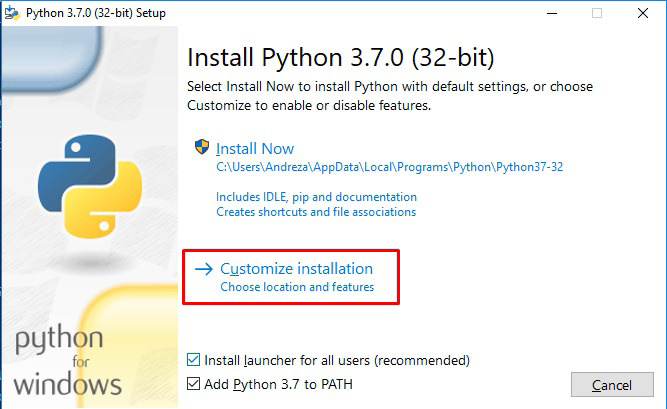 Python 3.7.0 (32-bit) Setup
Install Python 3.7.0 (32-bit)
Select Install Now to install Python with default settings, or choose
Customize to enable or disable features.
Install Now
C:\Users\Andreza\AppData\Local\Programs\Python\Python37-32
Includes IDLE, pip and documentation
Creates shortcuts and file associations
Customize installation
Choose location and features
python
for
windows
Install launcher for all users (recommended)
Add Python 3.7 to PATH
Cancel